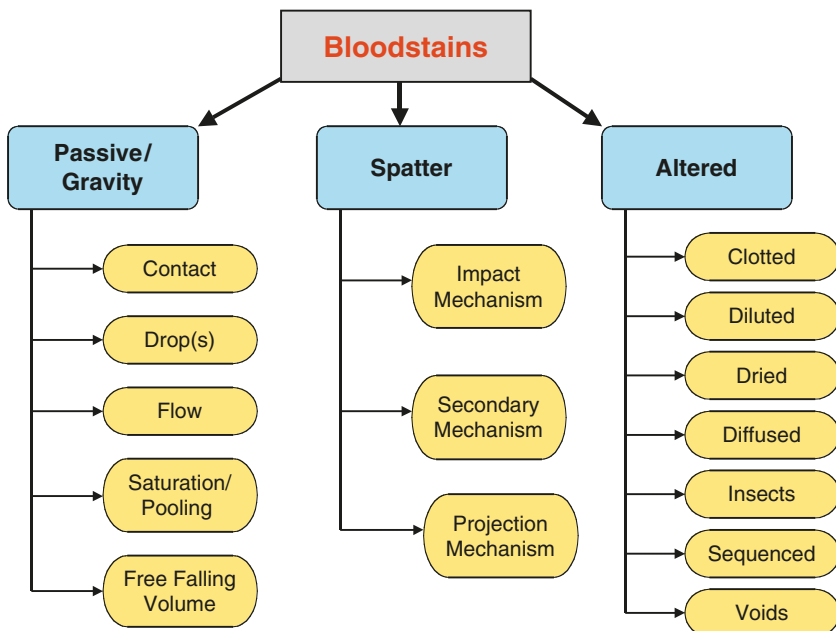 Bloodstains
Passive/
Gravity
Contact
Drop(s)
Flow
Saturation/
Pooling
Free Falling
Volume
Spatter
Impact
Mechanism
Secondary
Mechanism
Projection
Mechanism
Altered
Clotted
Diluted
Dried
Diffused
Insects
Sequenced
Voids